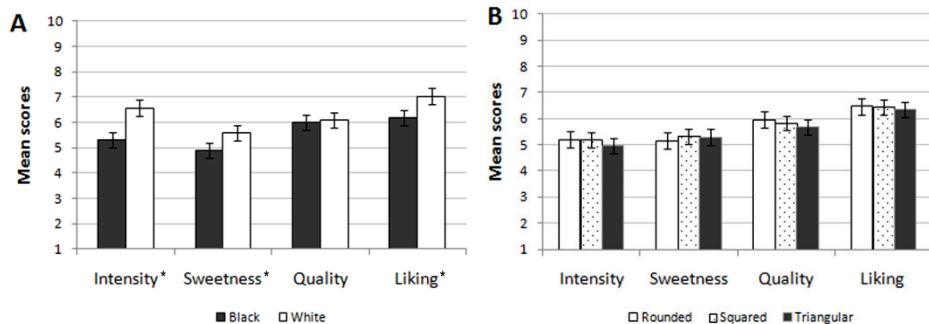 A
Mean scores
10
9
8
7
6
5
4
3
2
1
Intensity* Sweetness* Quality Liking*
Black White
B
Mean scores
10
9
8
7
6
5
4
3
2
1
Intensity Sweetness Quality Liking
Rounded Squared Triangular